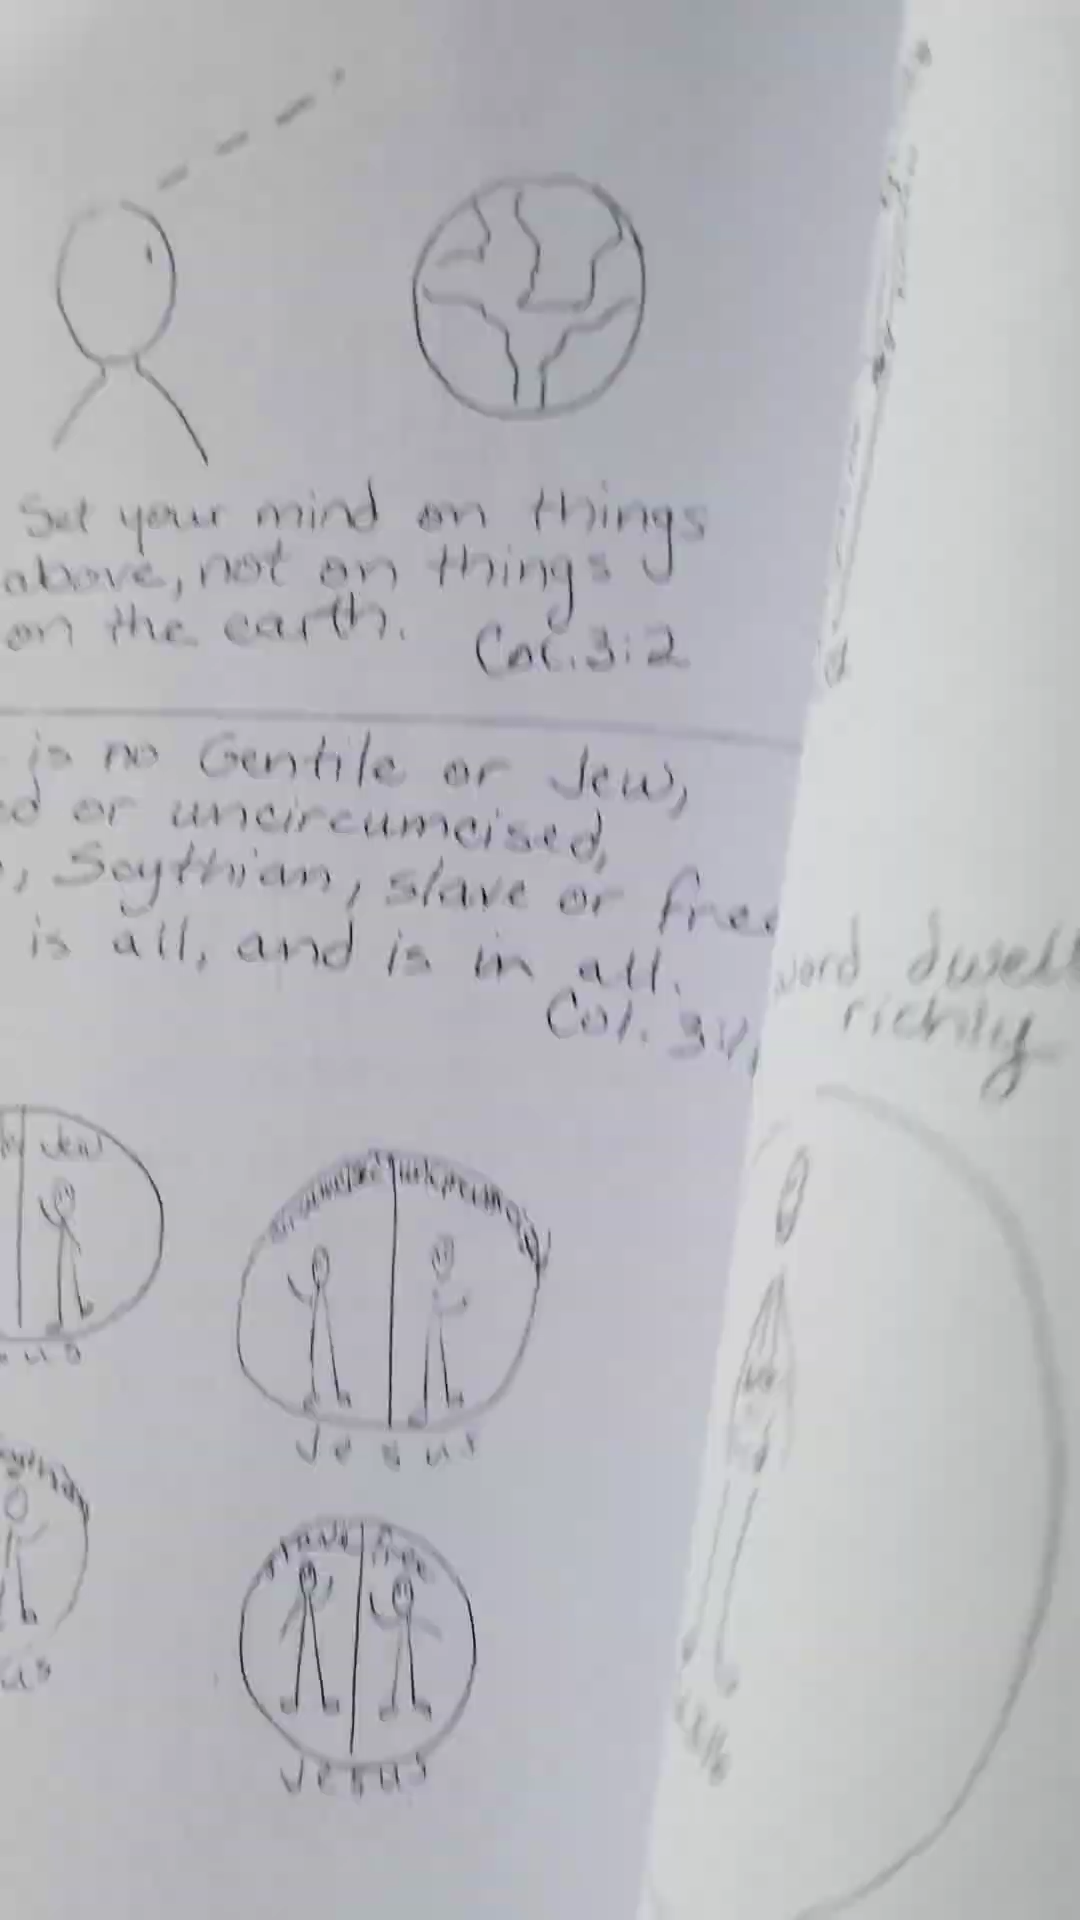 Set your mind on things
above, not on things
on the earth.
Col. 3:2
is no Gentile or Jew,
or uncircumcised,
Scythian, slave or free
is all, and is in all.
Col. 3
word dwell
richly
Jew
Jesus
slave free
Jesus